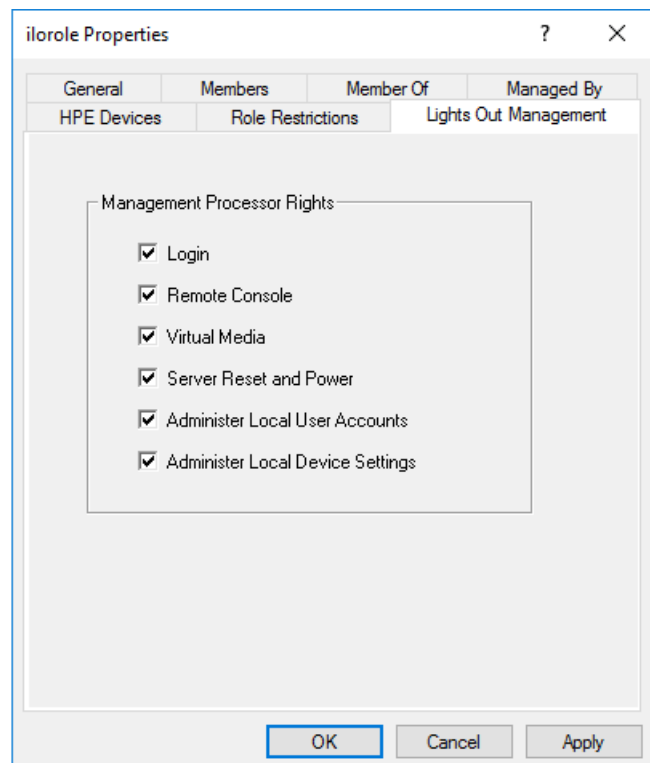 ilorole Properties
?
General
Members
Member Of
Managed By
HPE Devices
Role Restrictions
Lights Out Management
Management Processor Rights
Login
Remote Console
Virtual Media
Server Reset and Power
Administer Local User Accounts
Administer Local Device Settings
OK
Cancel
Apply